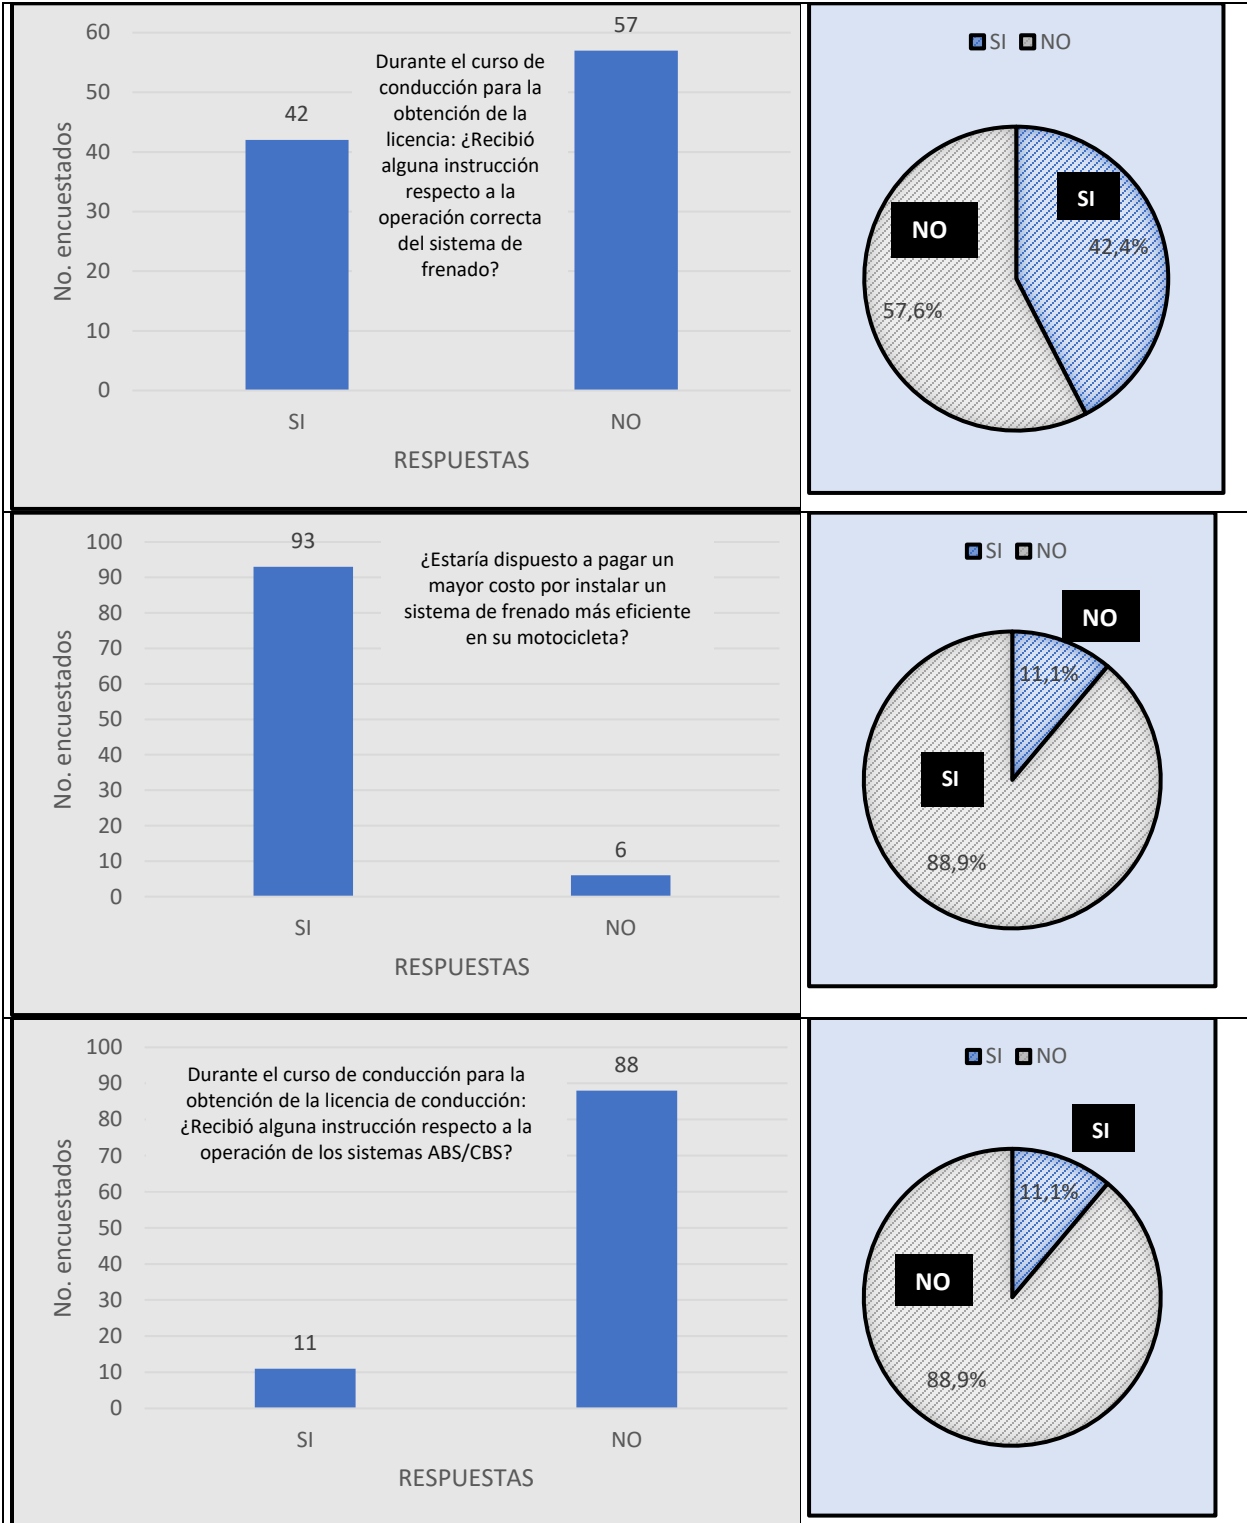 60
50
40
30
20
10
0
No. encuestados
42
57
Durante el curso de
conducción para la
obtención de la
licencia: ¿Recibió
alguna instrucción
respecto a la
operación correcta
del sistema de
frenado?
SI
NO
RESPUESTAS
SI NO
SI
42,4%
NO
57,6%
100
90
80
70
60
50
40
30
20
10
0
No. encuestados
93
6
¿Estaría dispuesto a pagar un
mayor costo por instalar un
sistema de frenado más eficiente
en su motocicleta?
SI
NO
RESPUESTAS
SI NO
NO
11,1%
SI
88,9%
100
90
80
70
60
50
40
30
20
10
0
No. encuestados
11
88
Durante el curso de conducción para la
obtención de la licencia de conducción:
¿Recibió alguna instrucción respecto a la
operación de los sistemas ABS/CBS?
SI
NO
RESPUESTAS
SI NO
SI
11,1%
NO
88,9%